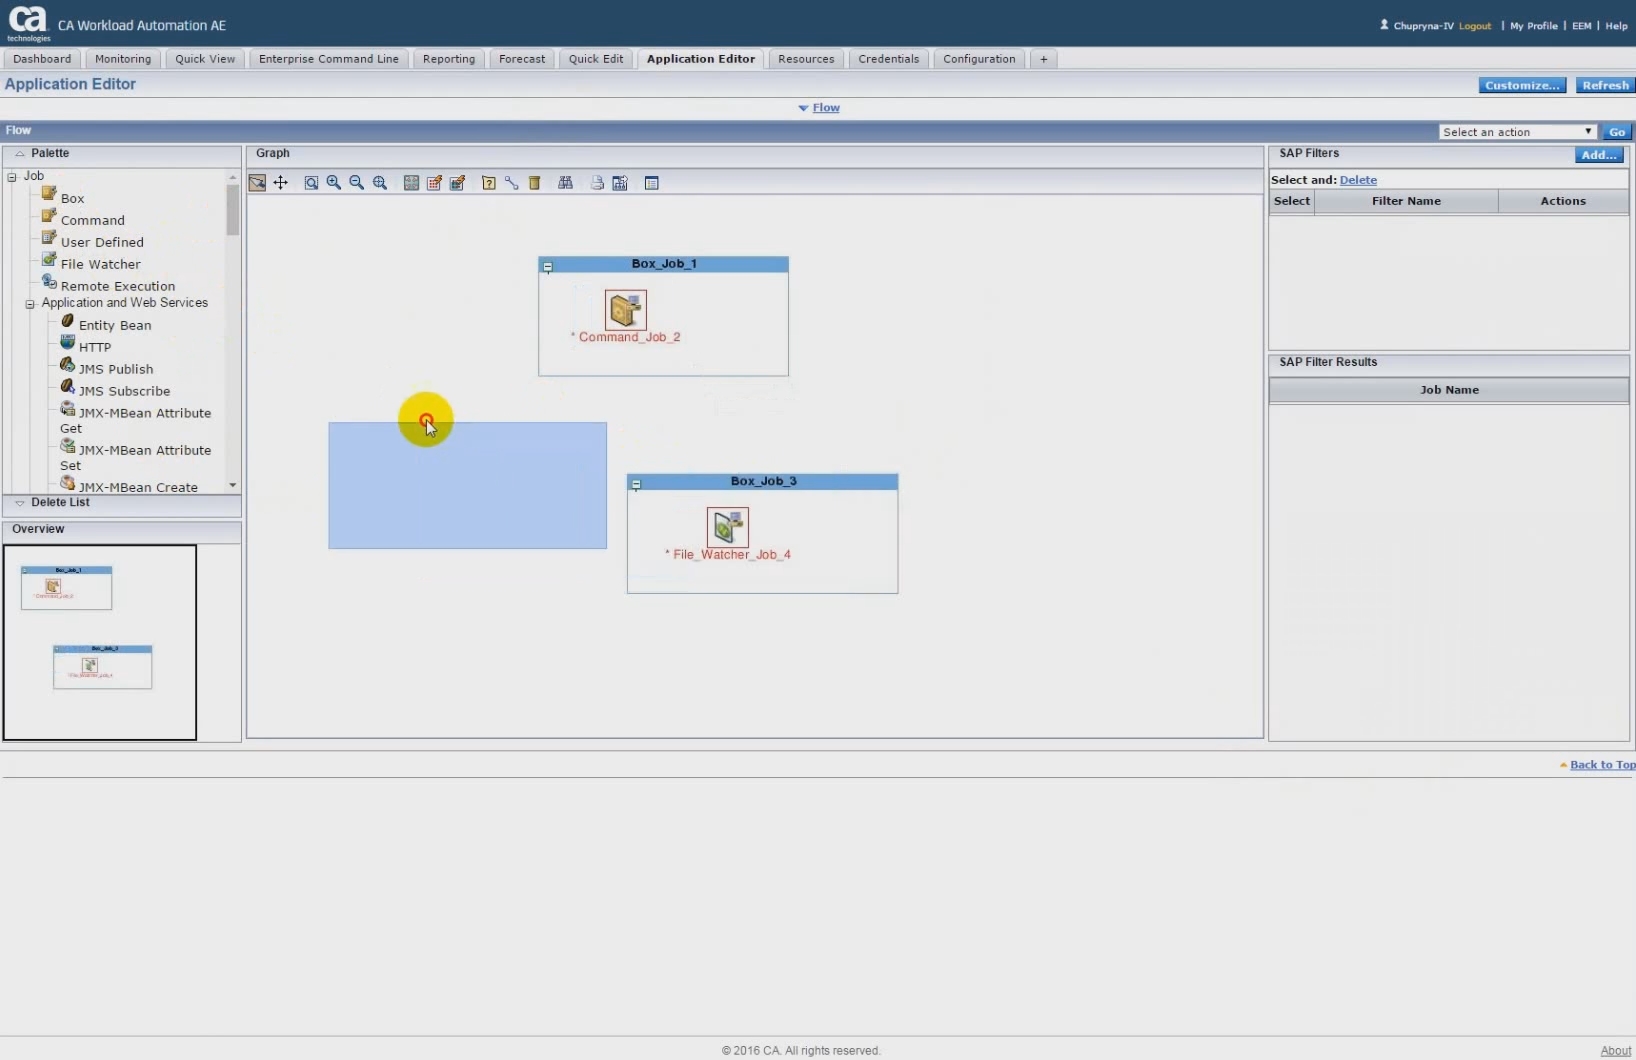 ca
technologies
CA Workload Automation AE
Chupryna-IV Logout | My Profile | EEM | Help
Dashboard Monitoring Quick View Enterprise Command Line Reporting Forecast Quick Edit Application Editor Resources Credentials Configuration +
Application Editor
Customize... Refresh
Flow
Flow
Select an action Go
Palette
Job
Box
Command
User Defined
File Watcher
Remote Execution
Application and Web Services
Entity Bean
HTTP
JMS Publish
JMS Subscribe
JMX-MBean Attribute
Get
JMX-MBean Attribute
Set
JMX-MBean Create
Delete List
Overview
Box_Job_1
Box_Job_3
Graph
Box_Job_1
* Command_Job_2
Box_Job_3
* File_Watcher_Job_4
SAP Filters
Add...
Select and: Delete
Select Filter Name Actions
SAP Filter Results
Job Name
Back to Top
© 2016 CA. All rights reserved.
About